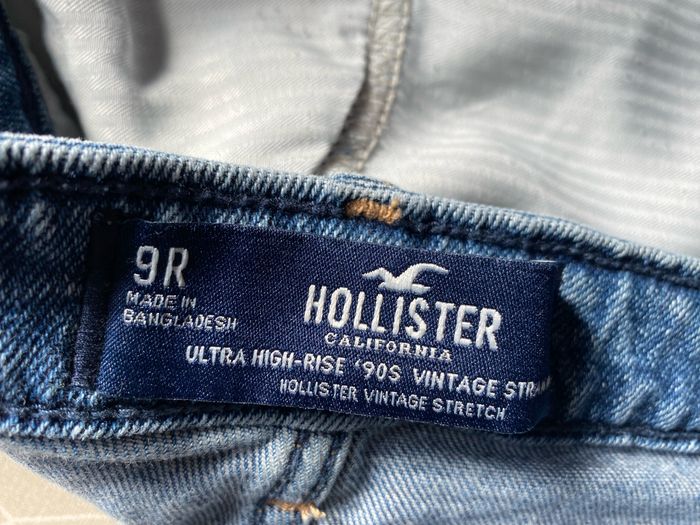 9R
MADE IN
BANGLADESH
HOLLISTER
CALIFORNIA
ULTRA HIGH-RISE '90S VINTAGE
HOLLISTER VINTAGE STRETCH